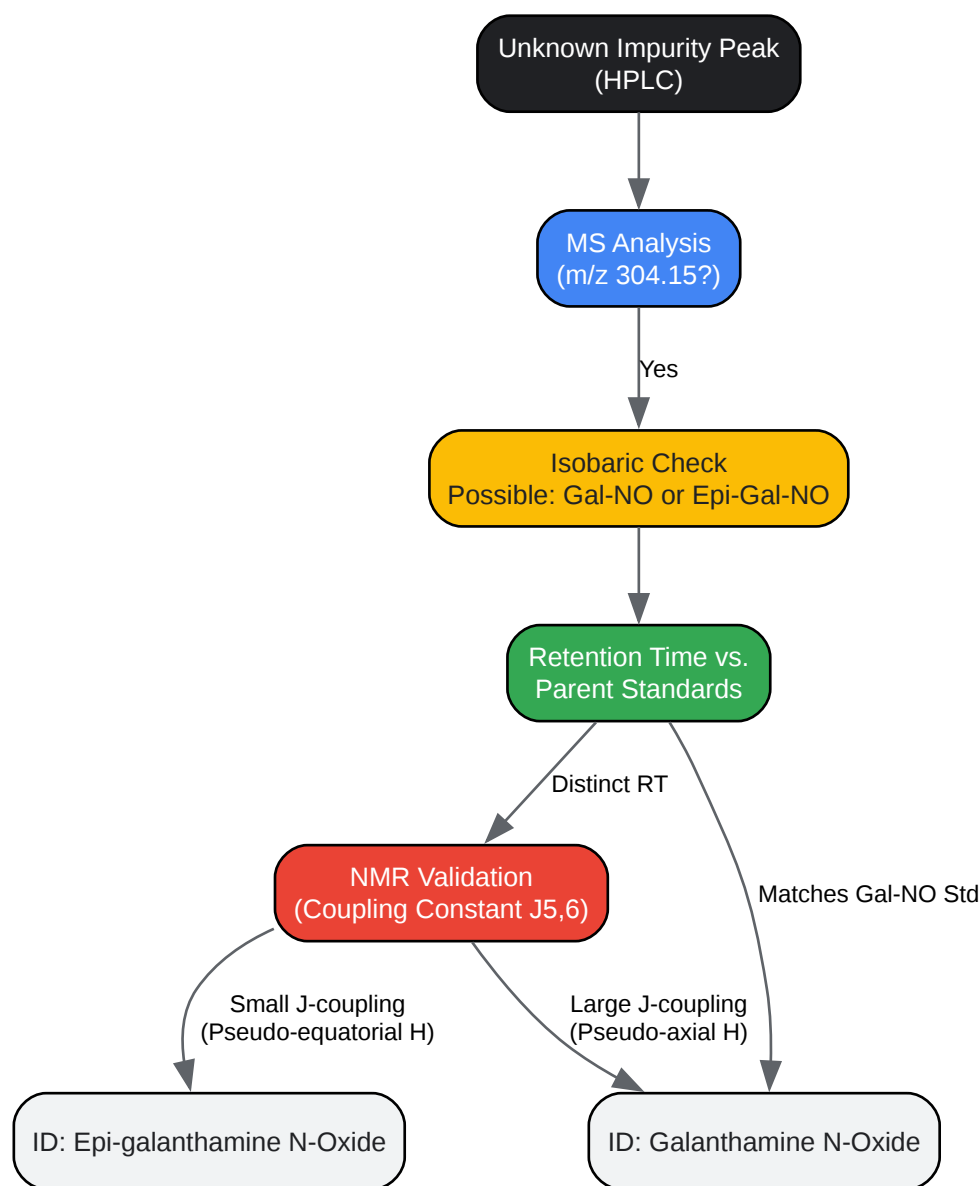 Unknown Impurity Peak
(HPLC)
MS Analysis
(m/z 304.15?)
Yes
Isobaric Check
Possible: Gal-NO or Epi-Gal-NO
Retention Time vs.
Parent Standards
Distinct RT
NMR Validation
(Coupling Constant J5,6)
Matches Gal-NO Std
Small J-coupling
(Pseudo-equatorial H)
Large J-coupling
(Pseudo-axial H)
ID: Epi-galanthamine N-Oxide
ID: Galanthamine N-Oxide